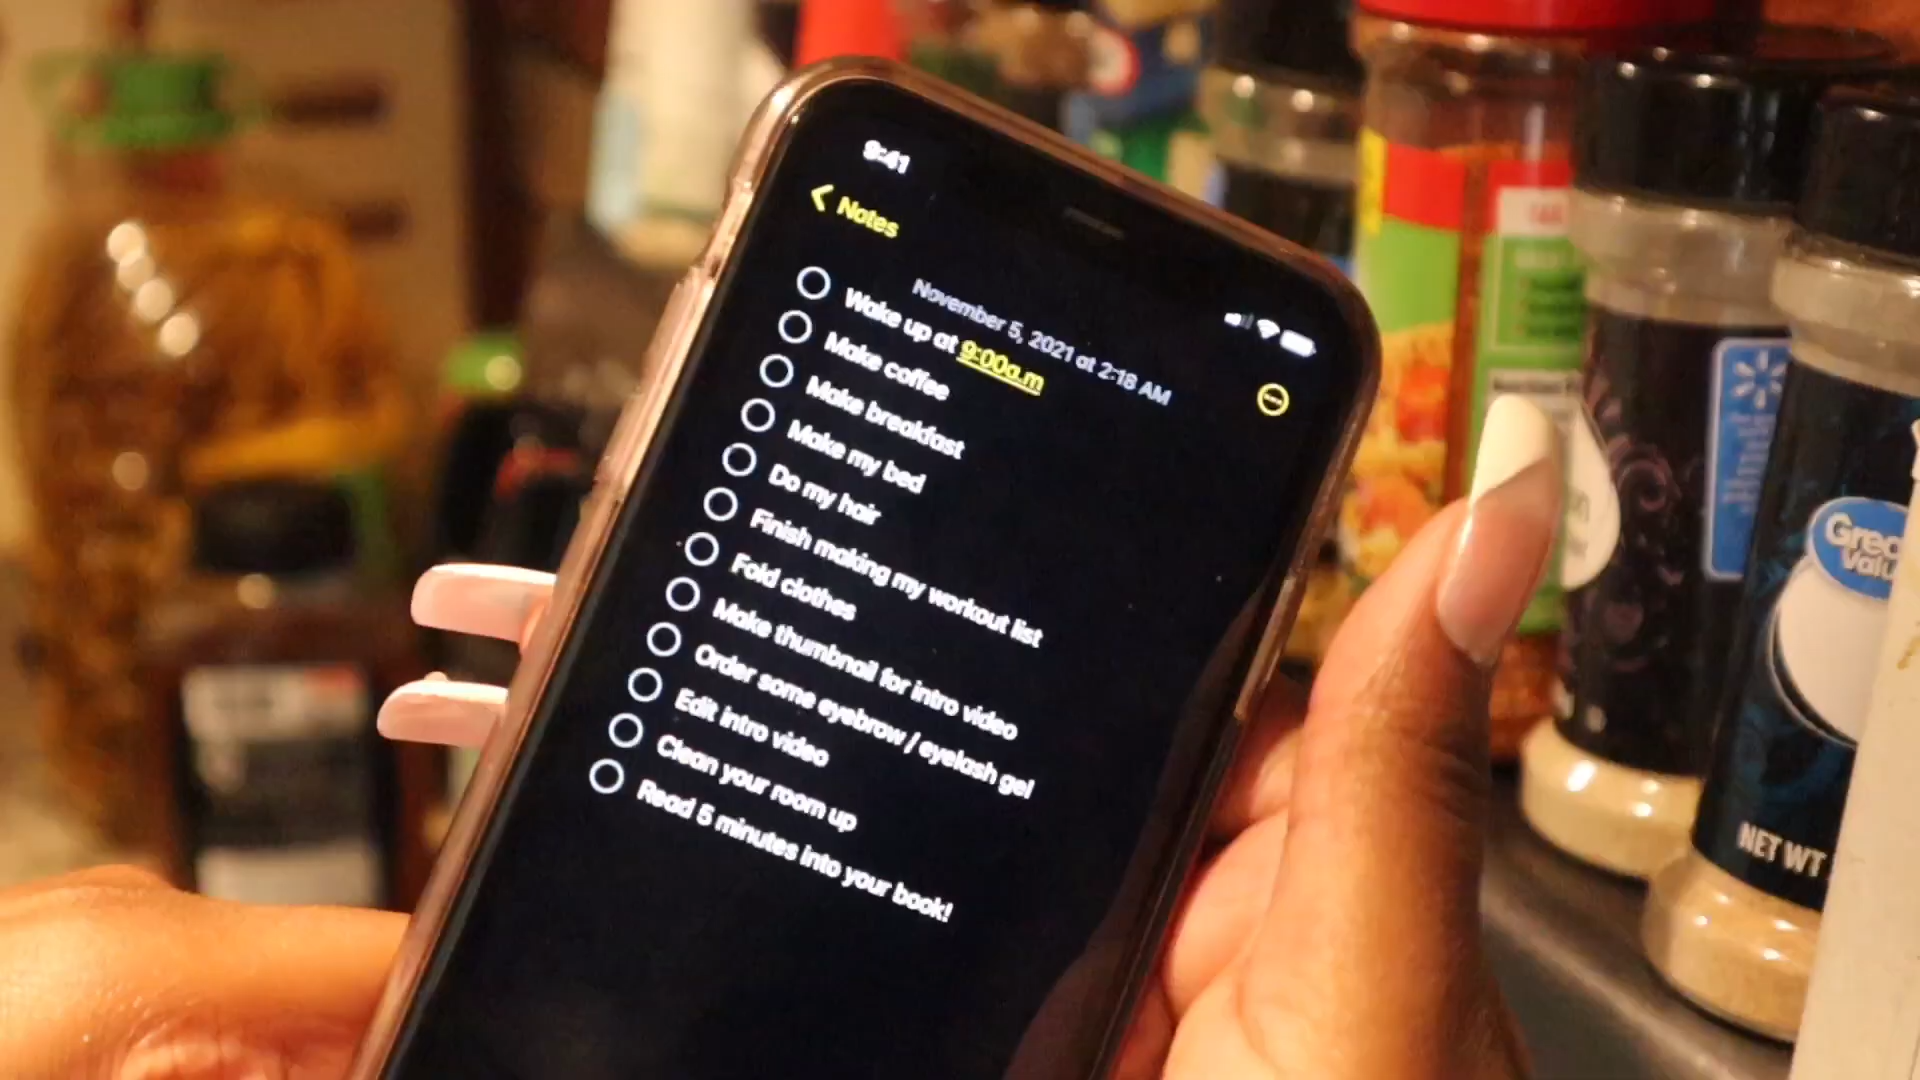 9:41
Notes
November 5, 2021 at 2:18 AM
Wake up at 9:00a.m
Make coffee
Make breakfast
Make my bed
Do my hair
Finish making my workout list
Fold clothes
Make thumbnail for intro video
Order some eyebrow / eyelash gel
Edit intro video
Clean your room up
Read 5 minutes into your book!
Great
Value
NET WT